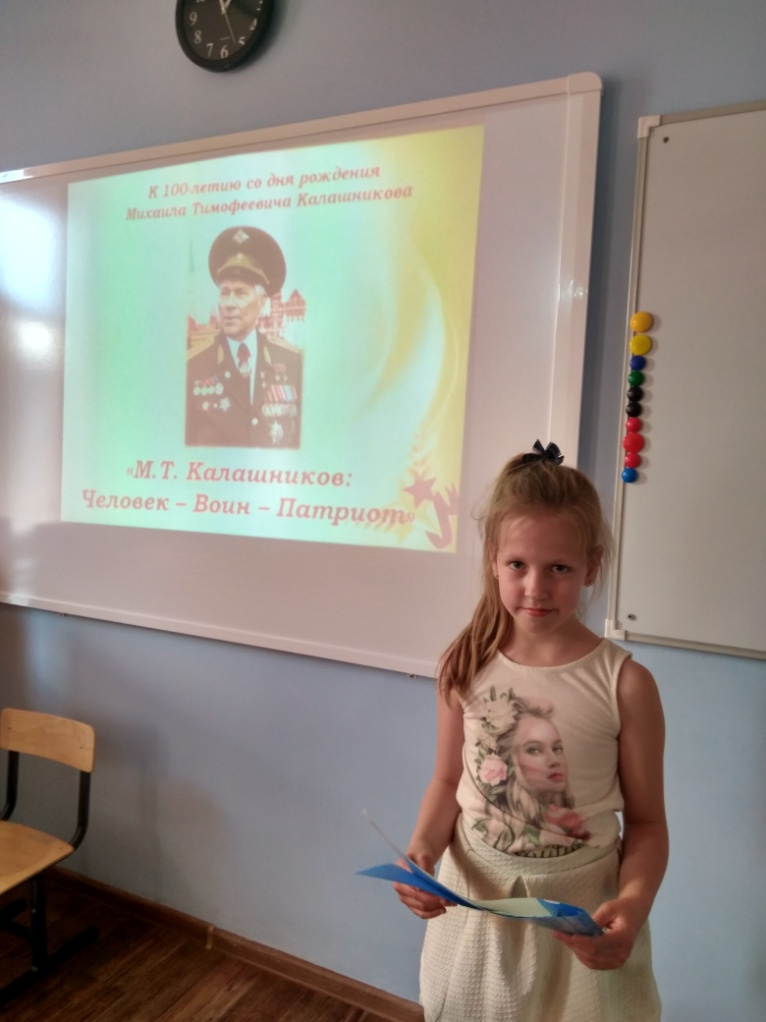 К 100-летию со дня рождения
Михаила Тимофеевича Калашникова
«М.Т. Калашников:
Человек – Воин – Патриот»